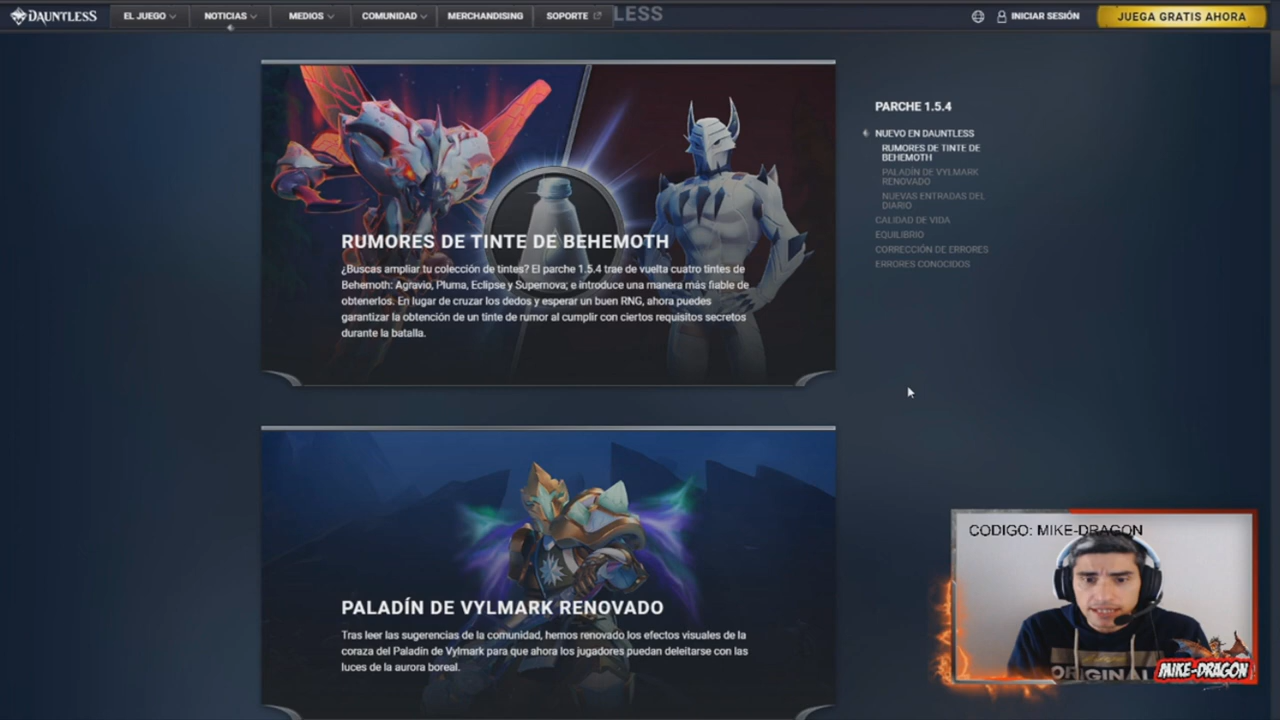 DAUNTLESS
EL JUEGO
NOTICIAS
MEDIOS
COMUNIDAD
MERCHANDISING
SOPORTE
LESS
INICIAR SESIÓN
JUEGA GRATIS AHORA
RUMORES DE TINTE DE BEHEMOTH
¿Buscas ampliar tu colección de tintes? El parche 1.5.4 trae de vuelta cuatro tintes de
Behemoth: Agravio, Pluma, Eclipse y Supernova; e introduce una manera más fiable de
obtenerlos. En lugar de cruzar los dedos y esperar un buen RNG, ahora puedes
garantizar la obtención de un tinte de rumor al cumplir con ciertos requisitos secretos
durante la batalla.
PARCHE 1.5.4
NUEVO EN DAUNTLESS
RUMORES DE TINTE DE
BEHEMOTH
PALADÍN DE VYLMARK
RENOVADO
NUEVAS ENTRADAS DEL
DIARIO
CALIDAD DE VIDA
EQUILIBRIO
CORRECCIÓN DE ERRORES
ERRORES CONOCIDOS
PALADÍN DE VYLMARK RENOVADO
Tras leer las sugerencias de la comunidad, hemos renovado los efectos visuales de la
coraza del Paladín de Vylmark para que ahora los jugadores puedan deleitarse con las
luces de la aurora boreal.
CODIGO: MIKE-DRAGON
ORIGINAL
MIKE-DRAGON